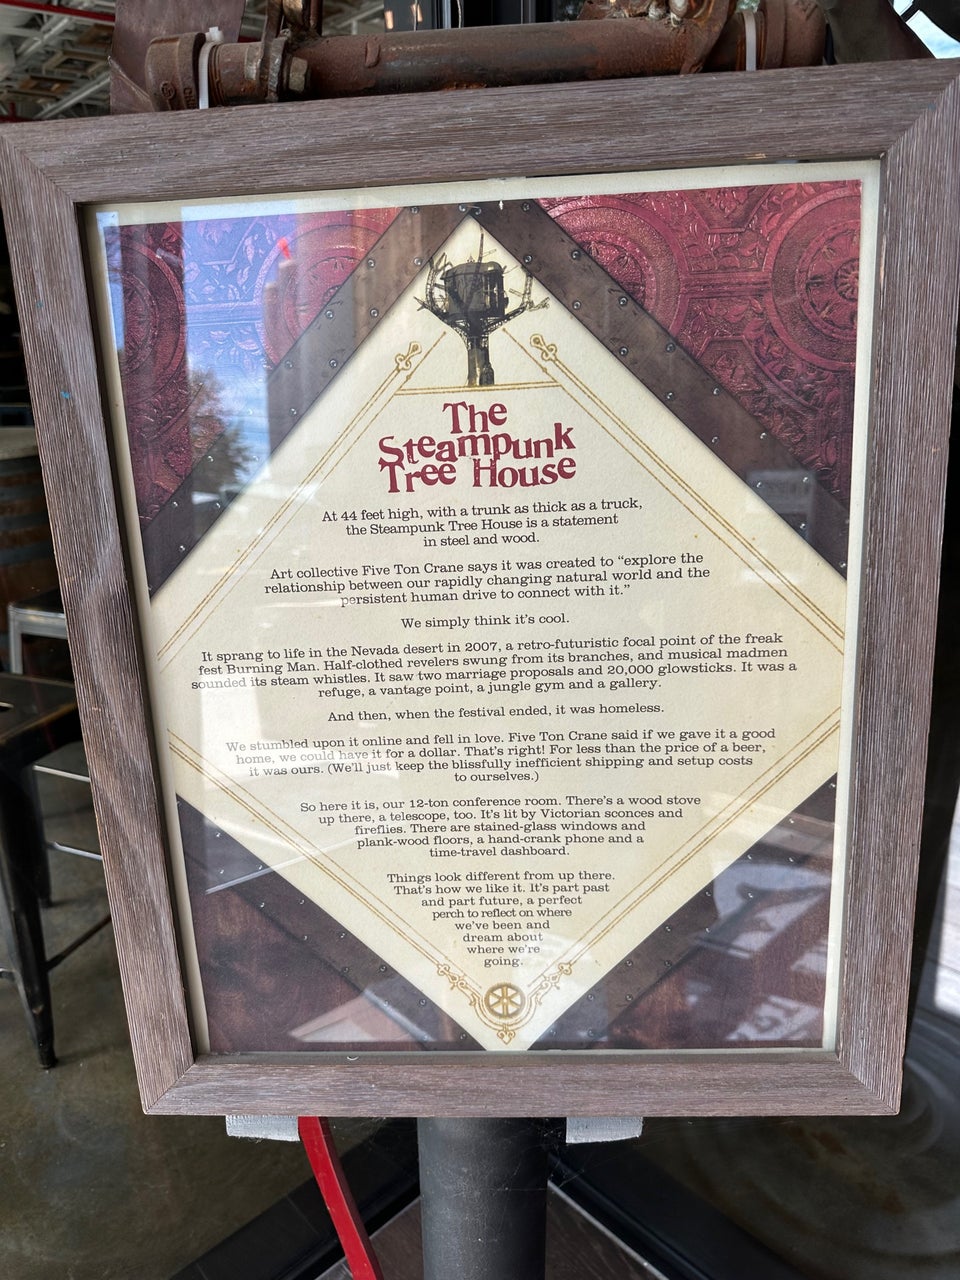 The
Steampunk
Tree House
At 44 feet high, with a trunk as thick as a truck,
the Steampunk Tree House is a statement
in steel and wood.
Art collective Five Ton Crane says it was created to “explore the
relationship between our rapidly changing natural world and the
persistent human drive to connect with it.”
We simply think it’s cool.
It sprang to life in the Nevada desert in 2007, a retro-futuristic focal point of the freak
fest Burning Man. Half-clothed revelers swung from its branches, and musical madmen
sounded its steam whistles. It saw two marriage proposals and 20,000 glowsticks. It was a
refuge, a vantage point, a jungle gym and a gallery.
And then, when the festival ended, it was homeless.
We stumbled upon it online and fell in love. Five Ton Crane said if we gave it a good
home, we could have it for a dollar. That’s right! For less than the price of a beer,
it was ours. (We’ll just keep the blissfully inefficient shipping and setup costs
to ourselves.)
So here it is, our 12-ton conference room. There’s a wood stove
up there, a telescope, too. It’s lit by Victorian sconces and
fireflies. There are stained-glass windows and
plank-wood floors, a hand-crank phone and a
time-travel dashboard.
Things look different from up there.
That’s how we like it. It’s part past
and part future, a perfect
perch to reflect on where
we’ve been and
dream about
where we’re
going.